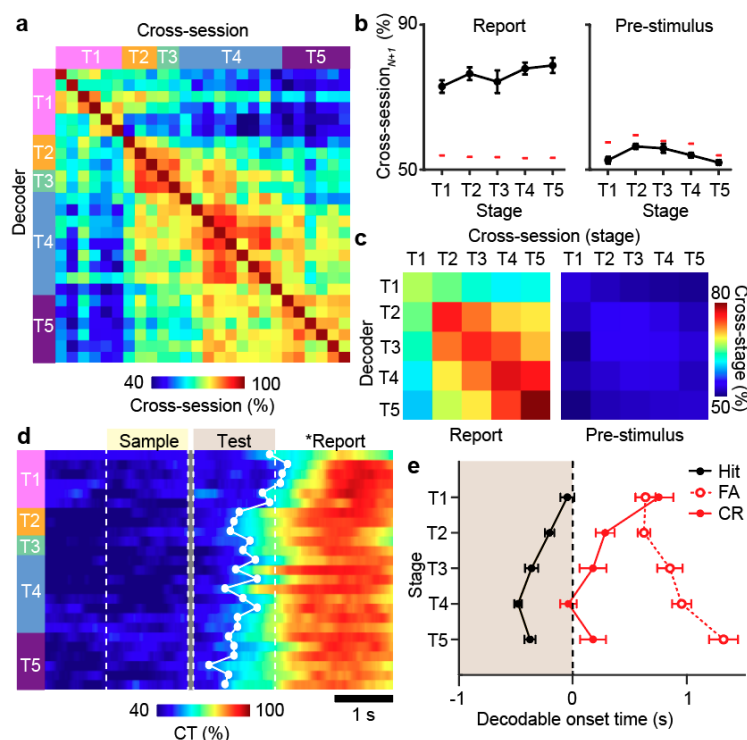 a
Cross-session
T1 T2 T3 T4 T5
Decoder
T1
T2
T3
T4
T5
40 100
Cross-session (%)
b
Report Pre-stimulus
Cross-session N+1 (%)
90
50
T1 T2 T3 T4 T5 T1 T2 T3 T4 T5
Stage Stage
c
Cross-session (stage)
T1 T2 T3 T4 T5 T1 T2 T3 T4 T5
Decoder
T1
T2
T3
T4
T5
Report Pre-stimulus
80
Cross-stage (%)
50
d
Sample Test *Report
T1
T2
T3
T4
T5
40 100
CT (%)
1 s
e
Hit
FA
CR
Stage
T1
T2
T3
T4
T5
-1 0 1
Decodable onset time (s)